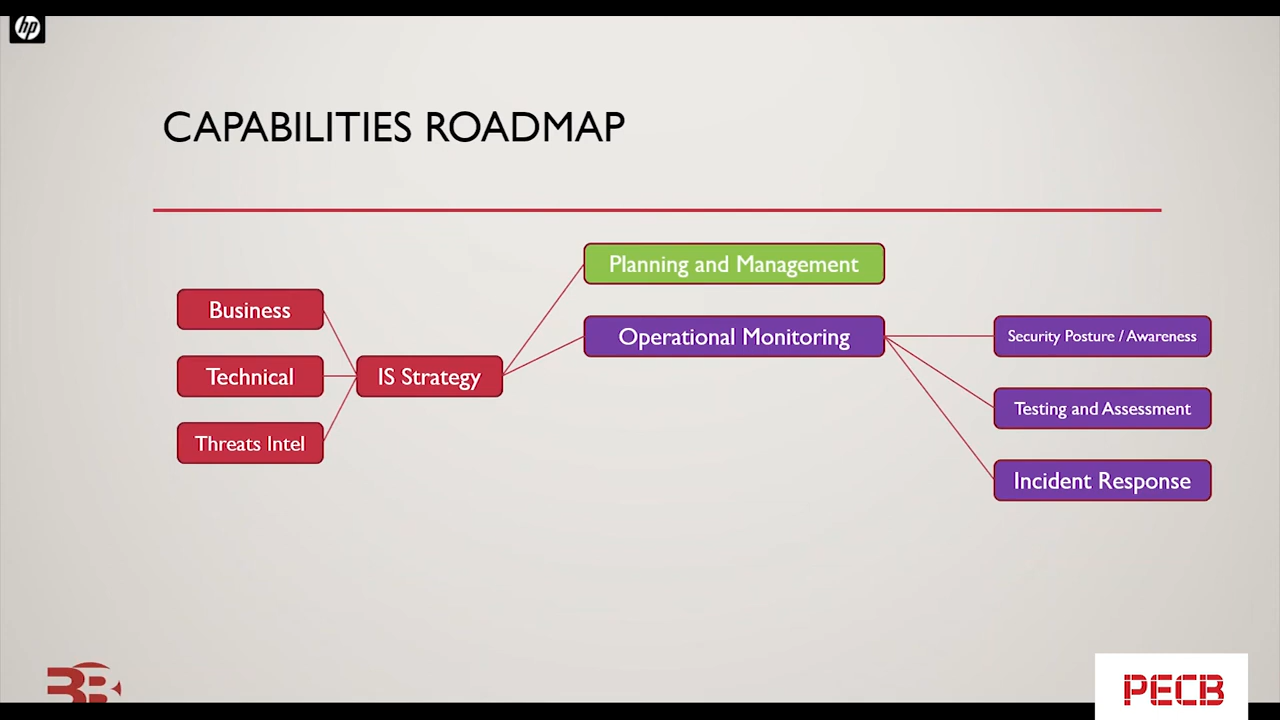 hp
CAPABILITIES ROADMAP
Planning and Management
Business
Operational Monitoring
Security Posture / Awareness
Technical
IS Strategy
Testing and Assessment
Threats Intel
Incident Response
PECB